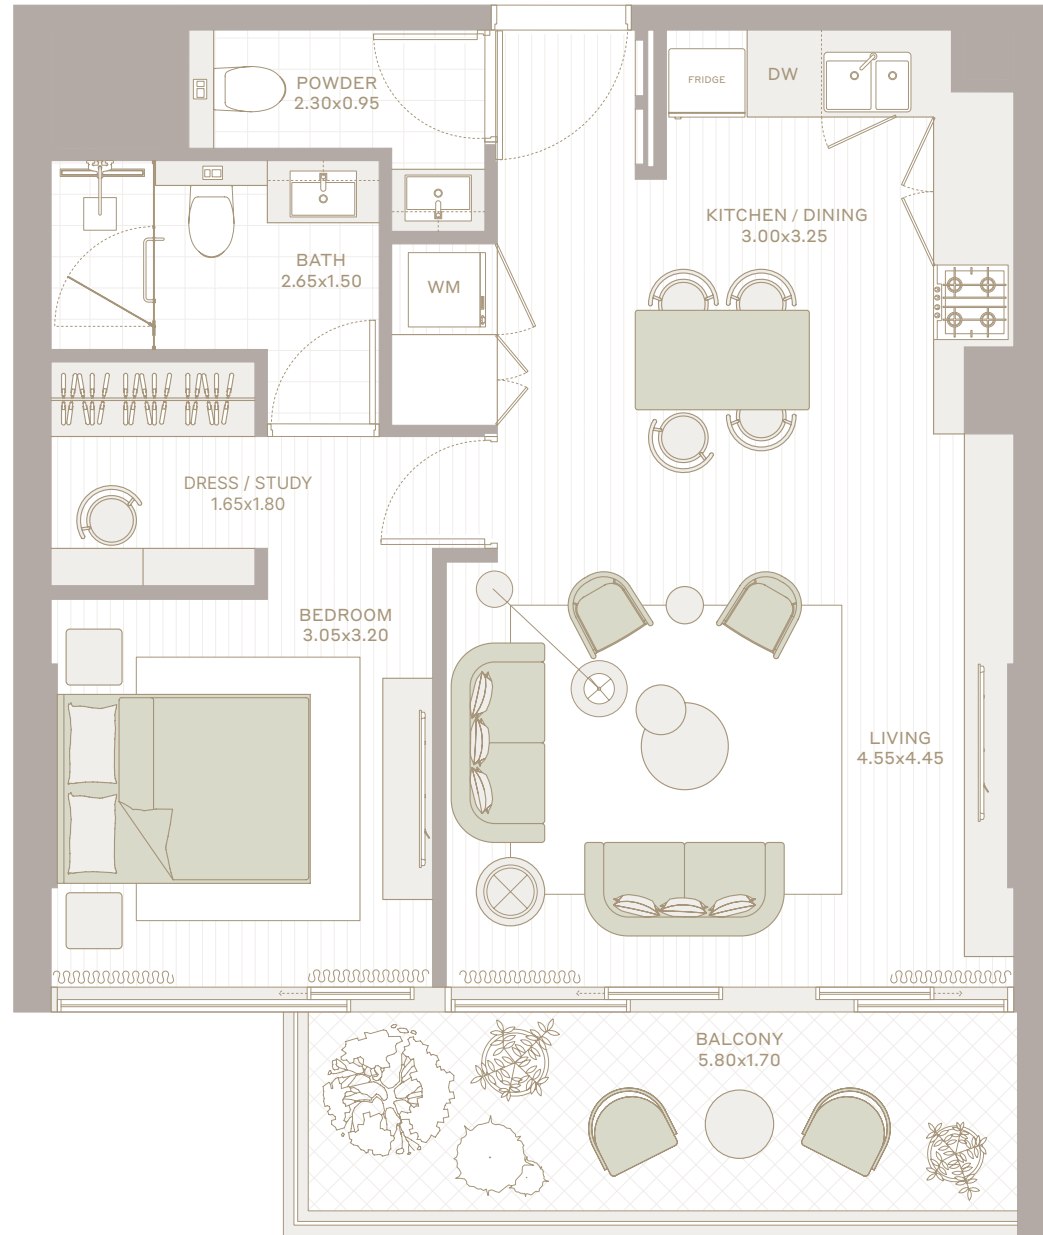 POWDER
2.30x0.95
FRIDGE
DW
KITCHEN / DINING
3.00x3.25
BATH
2.65x1.50
WM
DRESS / STUDY
1.65x1.80
BEDROOM
3.05x3.20
LIVING
4.55x4.45
BALCONY
5.80x1.70